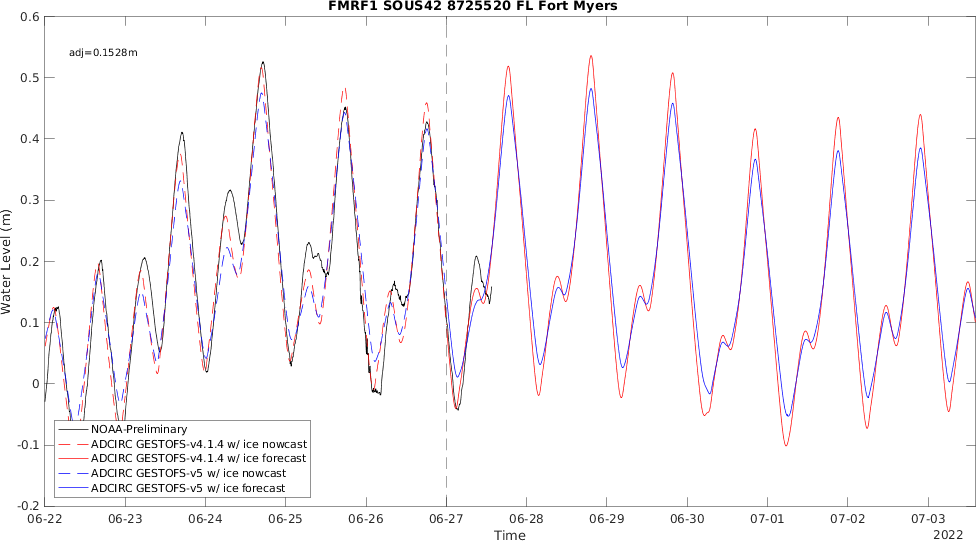 FMRF1 SOUS42 8725520 FL Fort Myers
0.6
adj=0.1528m
0.5
0.4
0.3
0.2
0.1
0
-0.1
-0.2
Water Level (m)
NOAA-Preliminary
ADCIRC GESTOFS-v4.1.4 w/ ice nowcast
ADCIRC GESTOFS-v4.1.4 w/ ice forecast
ADCIRC GESTOFS-v5 w/ ice nowcast
ADCIRC GESTOFS-v5 w/ ice forecast
06-22 06-23 06-24 06-25 06-26 06-27 06-28 06-29 06-30 07-01 07-02 07-03
Time
2022